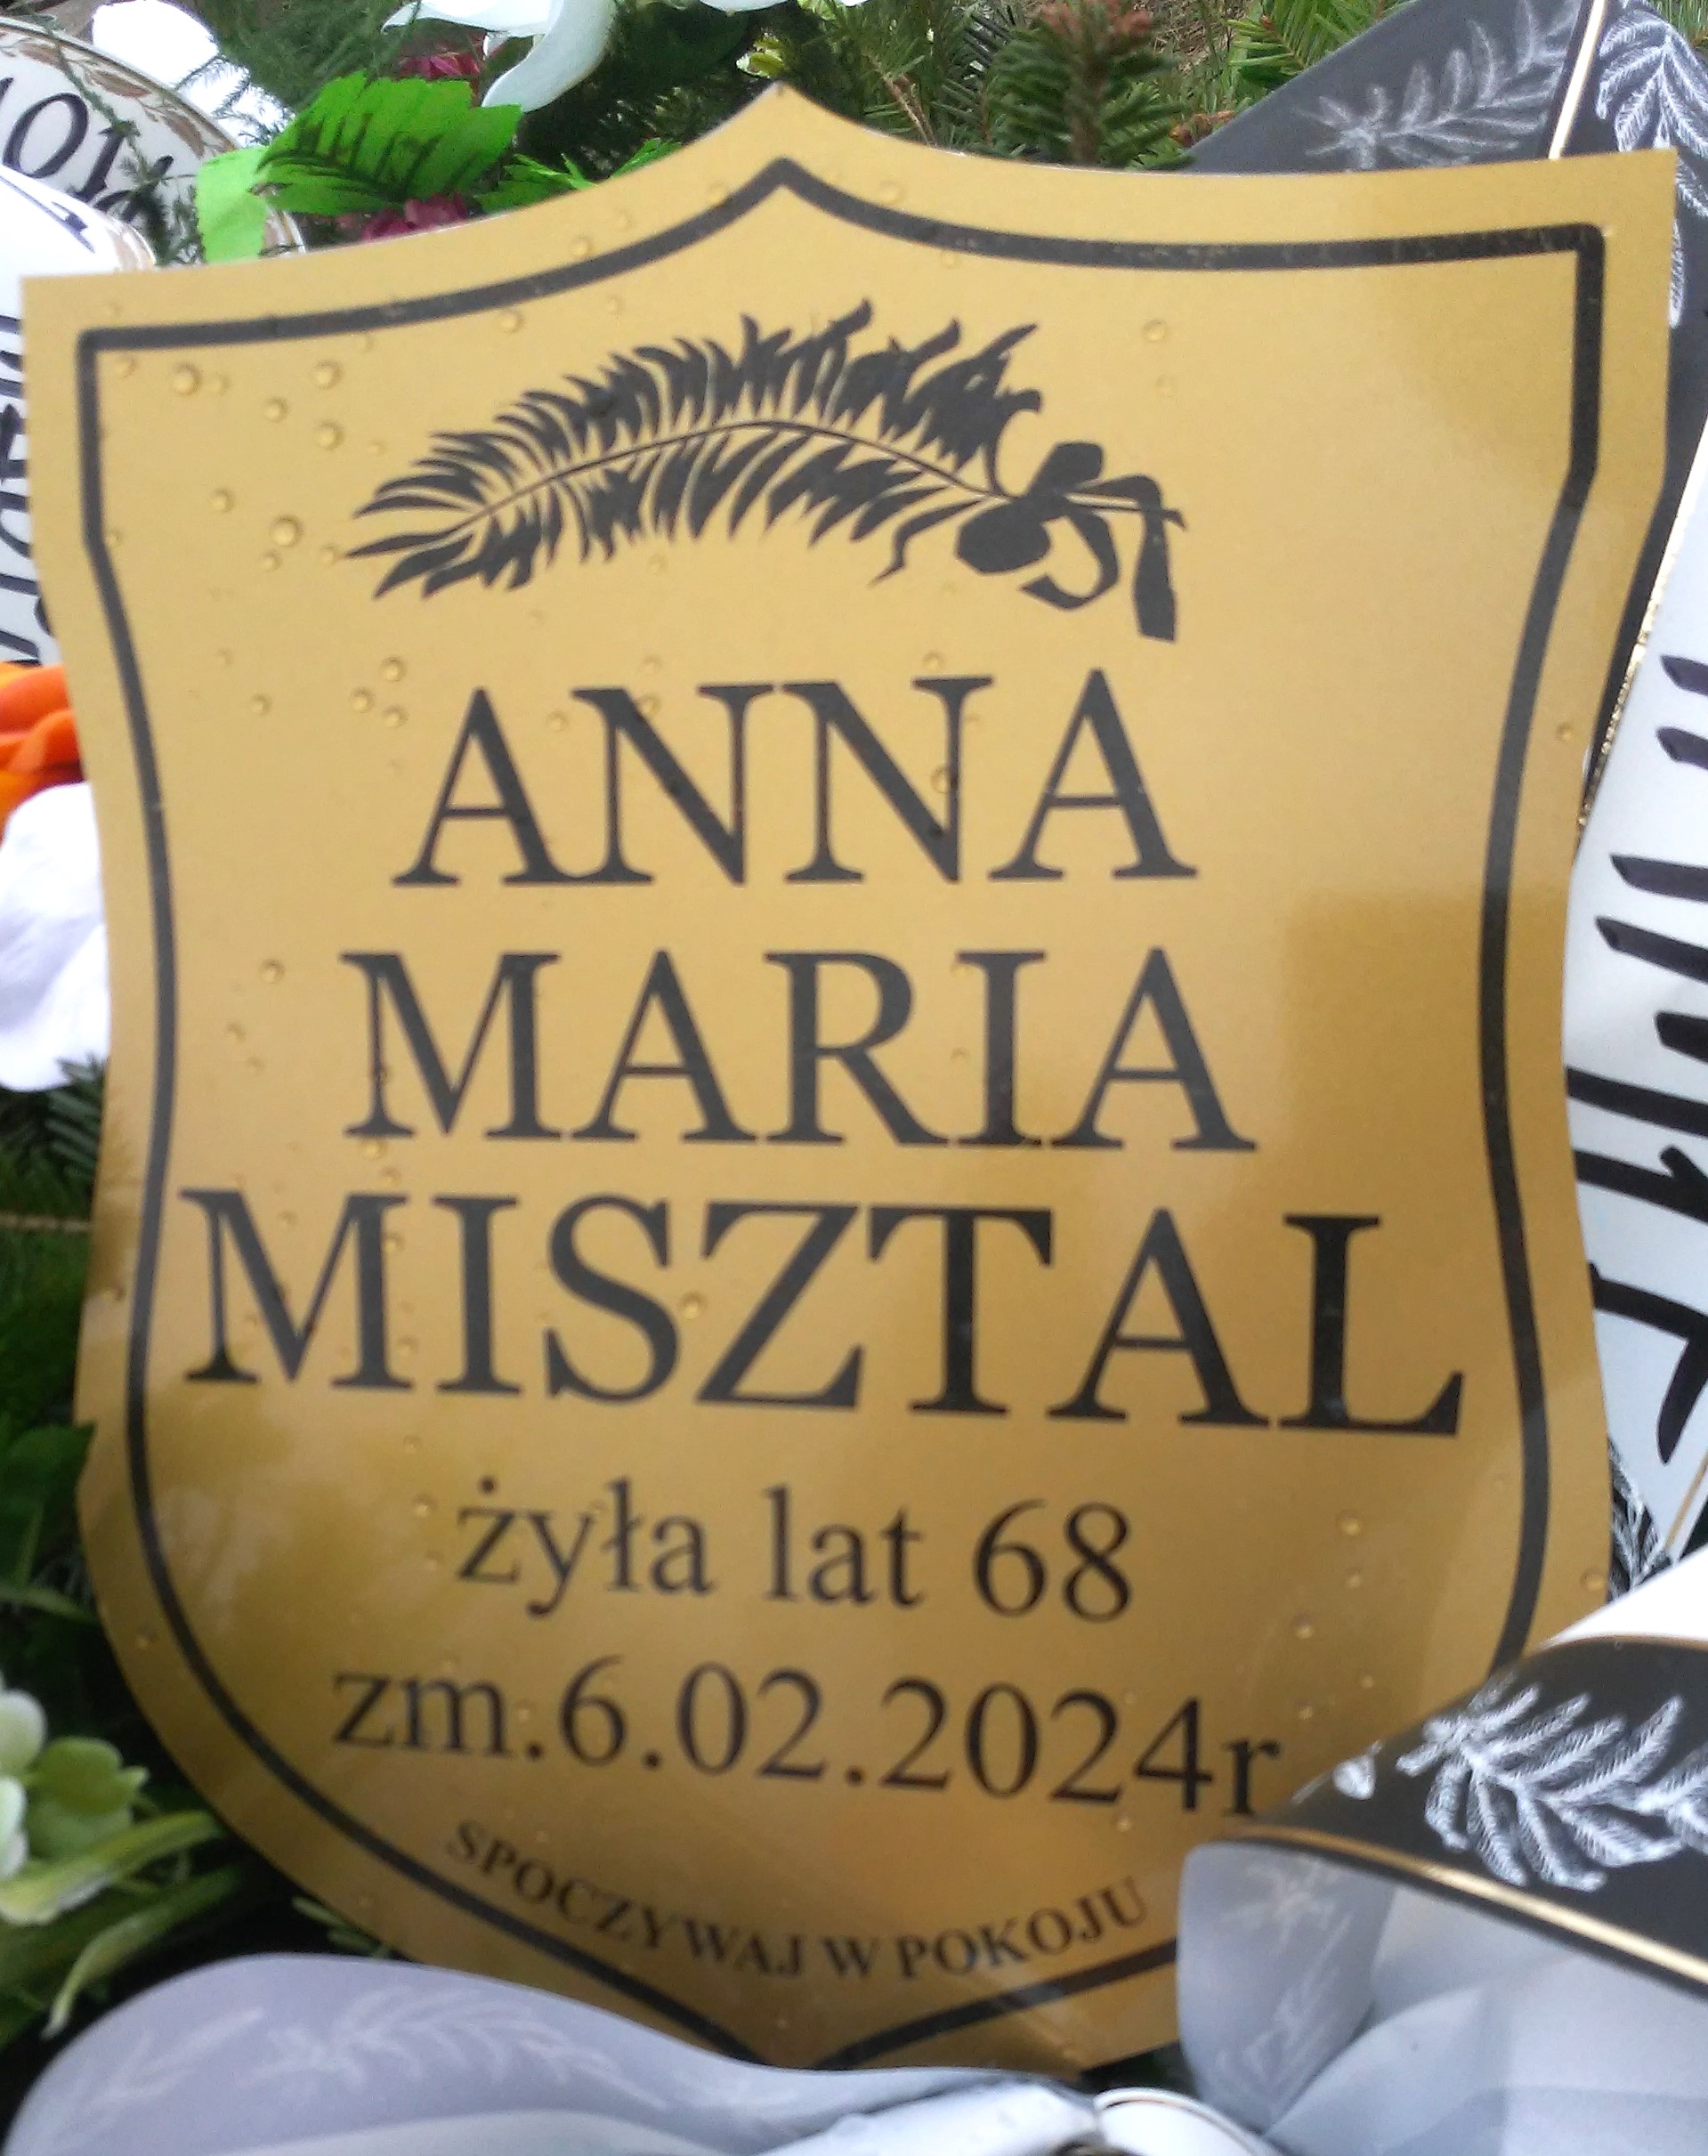 ANNA
MARIA
MISZTAL
żyła lat 68
zm.6.02.2024r
SPOCZYWAJ W POKOJU